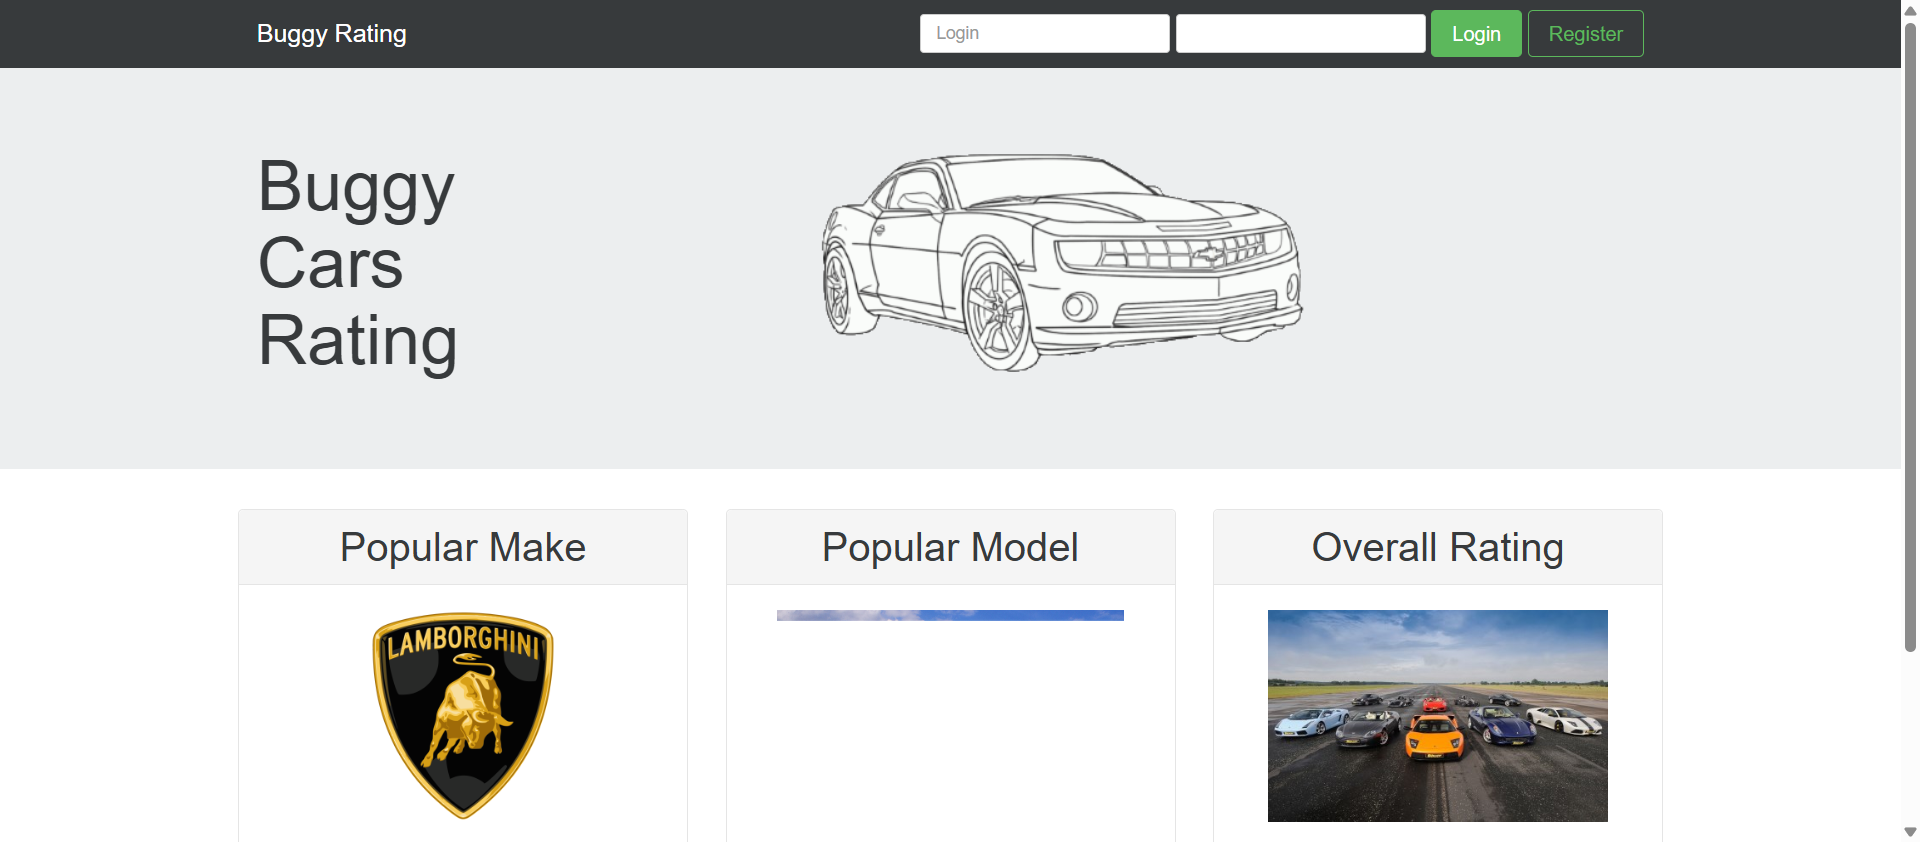 Buggy Rating
Login
Login
Register
Buggy
Cars
Rating
Popular Make
Popular Model
Overall Rating
LAMBORGHINI